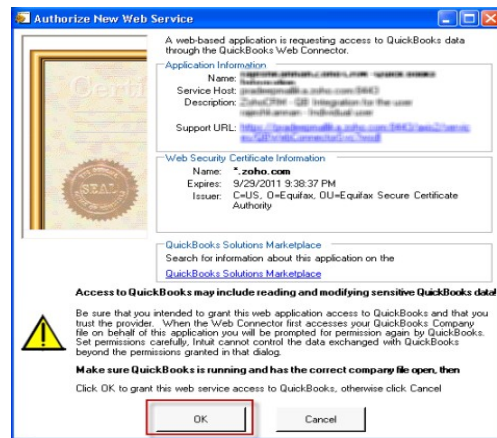 Authorize New Web Service
A web-based application is requesting access to QuickBooks data
through the QuickBooks Web Connector.
Application Information
Name:
Service Host:
Description: ZohoCRM - QB Integration for the user
- Individual user
Support URL:
Web Security Certificate Information
Name: *.zoho.com
Expires: 9/29/2011 9:38:37 PM
Issuer: C=US, O=Equifax, OU=Equifax Secure Certificate
Authority
QuickBooks Solutions Marketplace
Search for information about this application on the
QuickBooks Solutions Marketplace
SEAL
Access to QuickBooks may include reading and modifying sensitive QuickBooks data!
Be sure that you intended to grant this web application access to QuickBooks and that you
trust the provider. When the Web Connector first accesses your QuickBooks Company
file on behalf of this application you will be prompted for permission again by QuickBooks.
Set permissions carefully, Intuit cannot control the data exchanged with QuickBooks
beyond the permissions granted in that dialog.
Make sure QuickBooks is running and has the correct company file open, then
Click OK to grant this web service access to QuickBooks, otherwise click Cancel
OK
Cancel